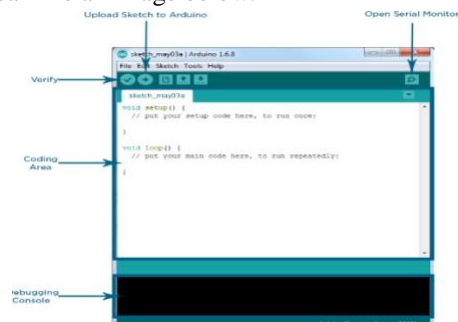 Upload Sketch to Arduino
Open Serial Monitor
sketch_may03a | Arduino 1.6.8
File Edit Sketch Tools Help
Verify
sketch_may03a
void setup() {
// put your setup code here, to run once:
}
void loop() {
// put your main code here, to run repeatedly:
}
Coding
Area
ebugging
Console